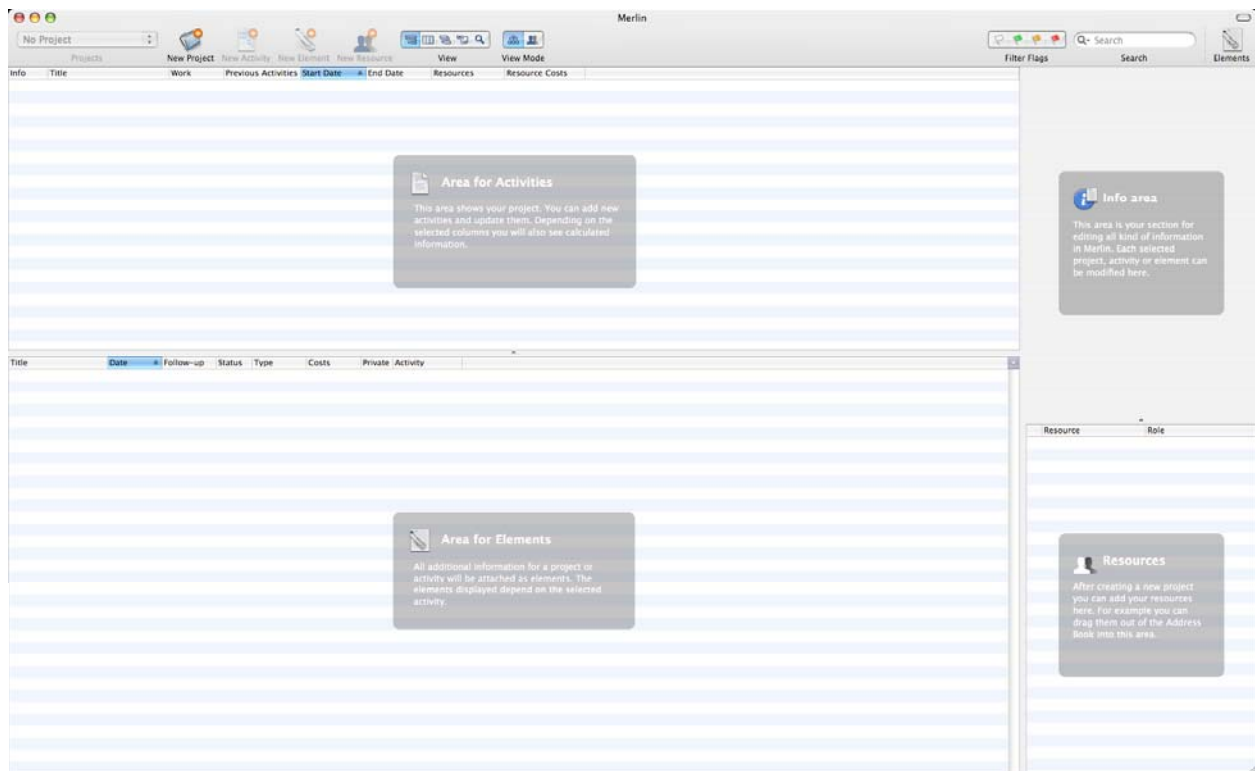 Merlin
No Project
Projects
New Project
New Activity
New Element
New Resource
View
View Mode
Filter Flags
Search
Search
Elements
Info Title Work Previous Activities Start Date End Date Resources Resource Costs
Area for Activities
This area shows your project. You can add new
activities and update them. Depending on the
selected columns you will also see calculated
information.
Info area
This area is your section for
editing all kind of information
in Merlin. Each selected
project, activity or element can
be modified here.
Title Date Follow-up Status Type Costs Private Activity
Area for Elements
All additional information for a project or
activity will be attached as elements. The
elements displayed depend on the selected
activity.
Resource Role
Resources
After creating a new project
you can add your resources
here. For example you can
drag them out of the Address
Book into this area.